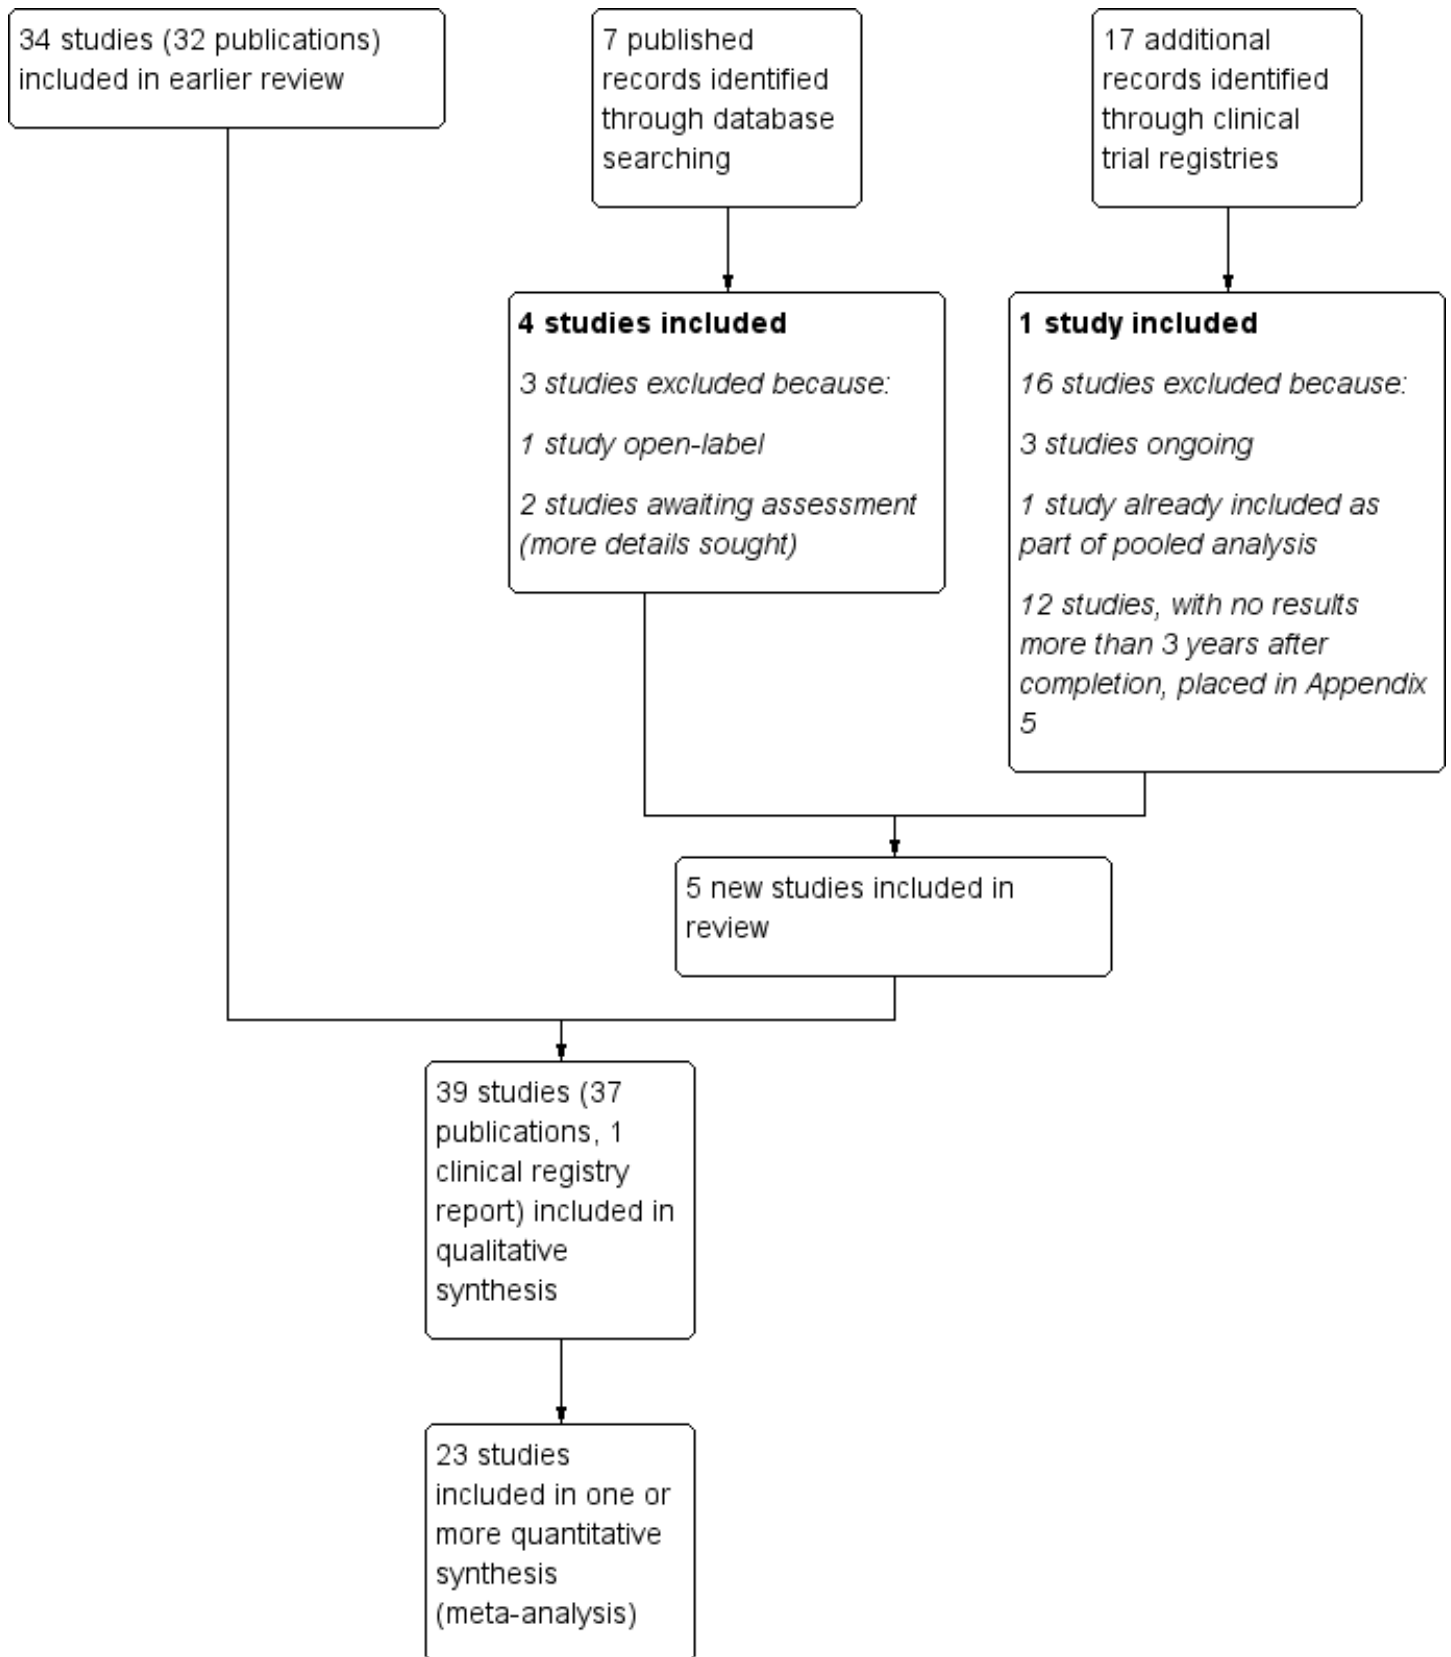 34 studies (32 publications)
included in earlier review
7 published
records identified
through database
searching
17 additional
records identified
through clinical
trial registries
4 studies included
3 studies excluded because:
1 study open-label
2 studies awaiting assessment
(more details sought)
1 study included
16 studies excluded because:
3 studies ongoing
1 study already included as
part of pooled analysis
12 studies, with no results
more than 3 years after
completion, placed in Appendix
5
5 new studies included in
review
39 studies (37
publications, 1
clinical registry
report) included in
qualitative
synthesis
23 studies
included in one or
more quantitative
synthesis
(meta-analysis)